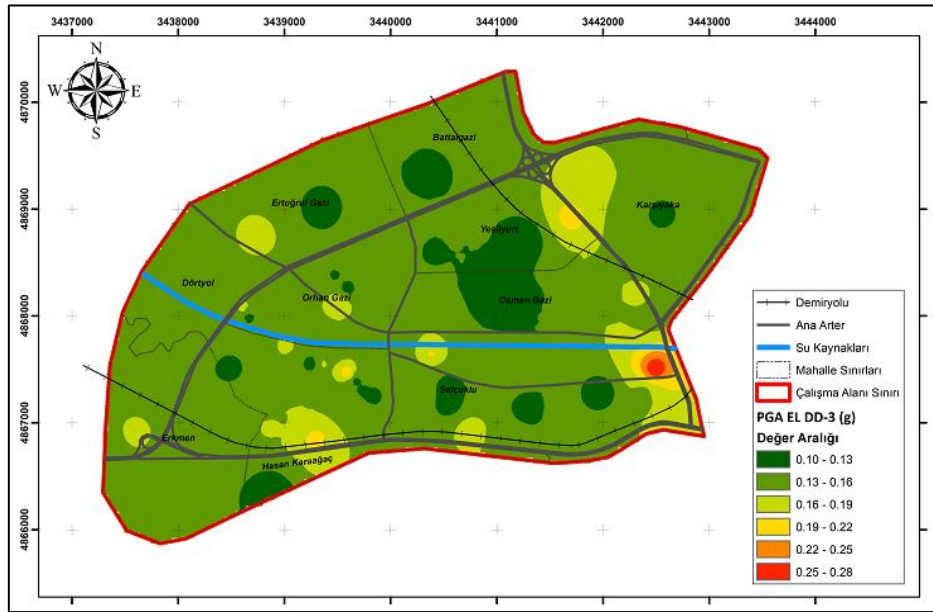 3437000 3438000 3439000 3440000 3441000 3442000 3443000 3444000
N
W E
S
4870000
4869000
4868000
4867000
4866000
Battalgazi
Ertuğrul Gazi
Karşıyaka
Yeşilyurt
Dörtyol
Orhan Gazi
Osman Gazi
Selçuklu
Erkmen
Hasan Karaağaç
Demiryolu
Ana Arter
Su Kaynakları
Mahalle Sınırları
Çalışma Alanı Sınırı
PGA EL DD-3 (g)
Değer Aralığı
0.10 - 0.13
0.13 - 0.16
0.16 - 0.19
0.19 - 0.22
0.22 - 0.25
0.25 - 0.28